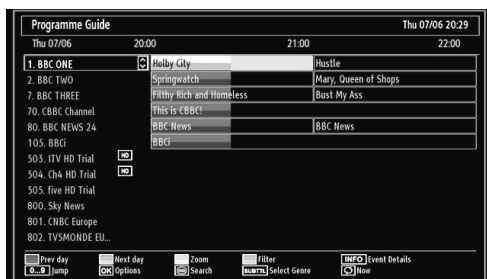 Programme Guide Thu 07/06 20:29
Thu 07/06 20:00 21:00 22:00
1. BBC ONE Holby City Hustle
2. BBC TWO Springwatch Mary, Queen of Shops
7. BBC THREE Filthy Rich and Homeless Bust My Ass
70. CBBC Channel This is CBBC!
80. BBC NEWS 24 BBC News BBC News
105. BBCi BBCi
503. ITV HD Trial HD
504. Ch4 HD Trial HD
505. five HD Trial
800. Sky News
801. CNBC Europe
802. TV5MONDE EU...
Prev day Next day Zoom Filter INFO Event Details
0...9 Jump OK Options Search SUBTTL Select Genre Now